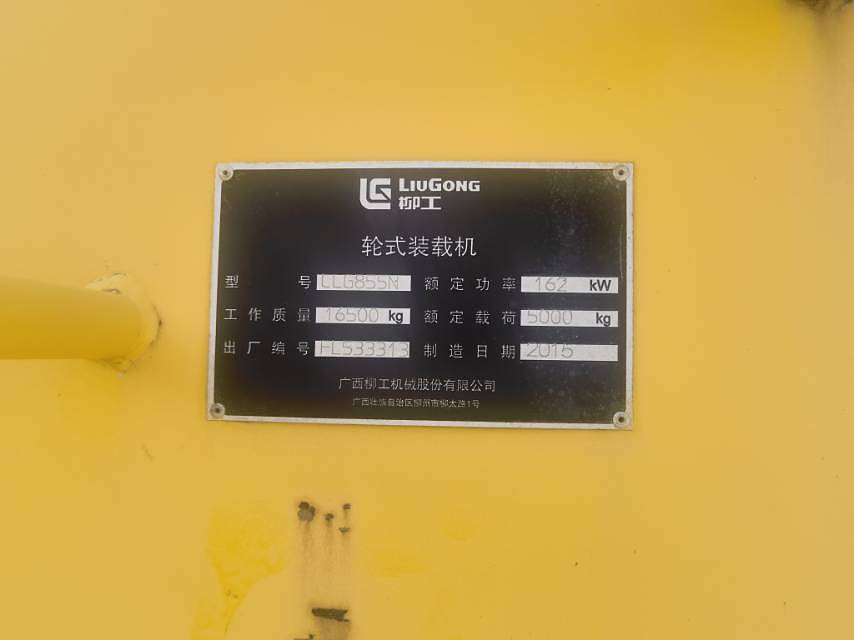 LIUGONG
柳工
轮式装载机
型 号 CLG855N 额定功率 162 kW
工作质量 16500 kg 额定载荷 5000 kg
出厂编号 FL533313 制造日期 2015
广西柳工机械股份有限公司
广西壮族自治区柳州市柳太路1号